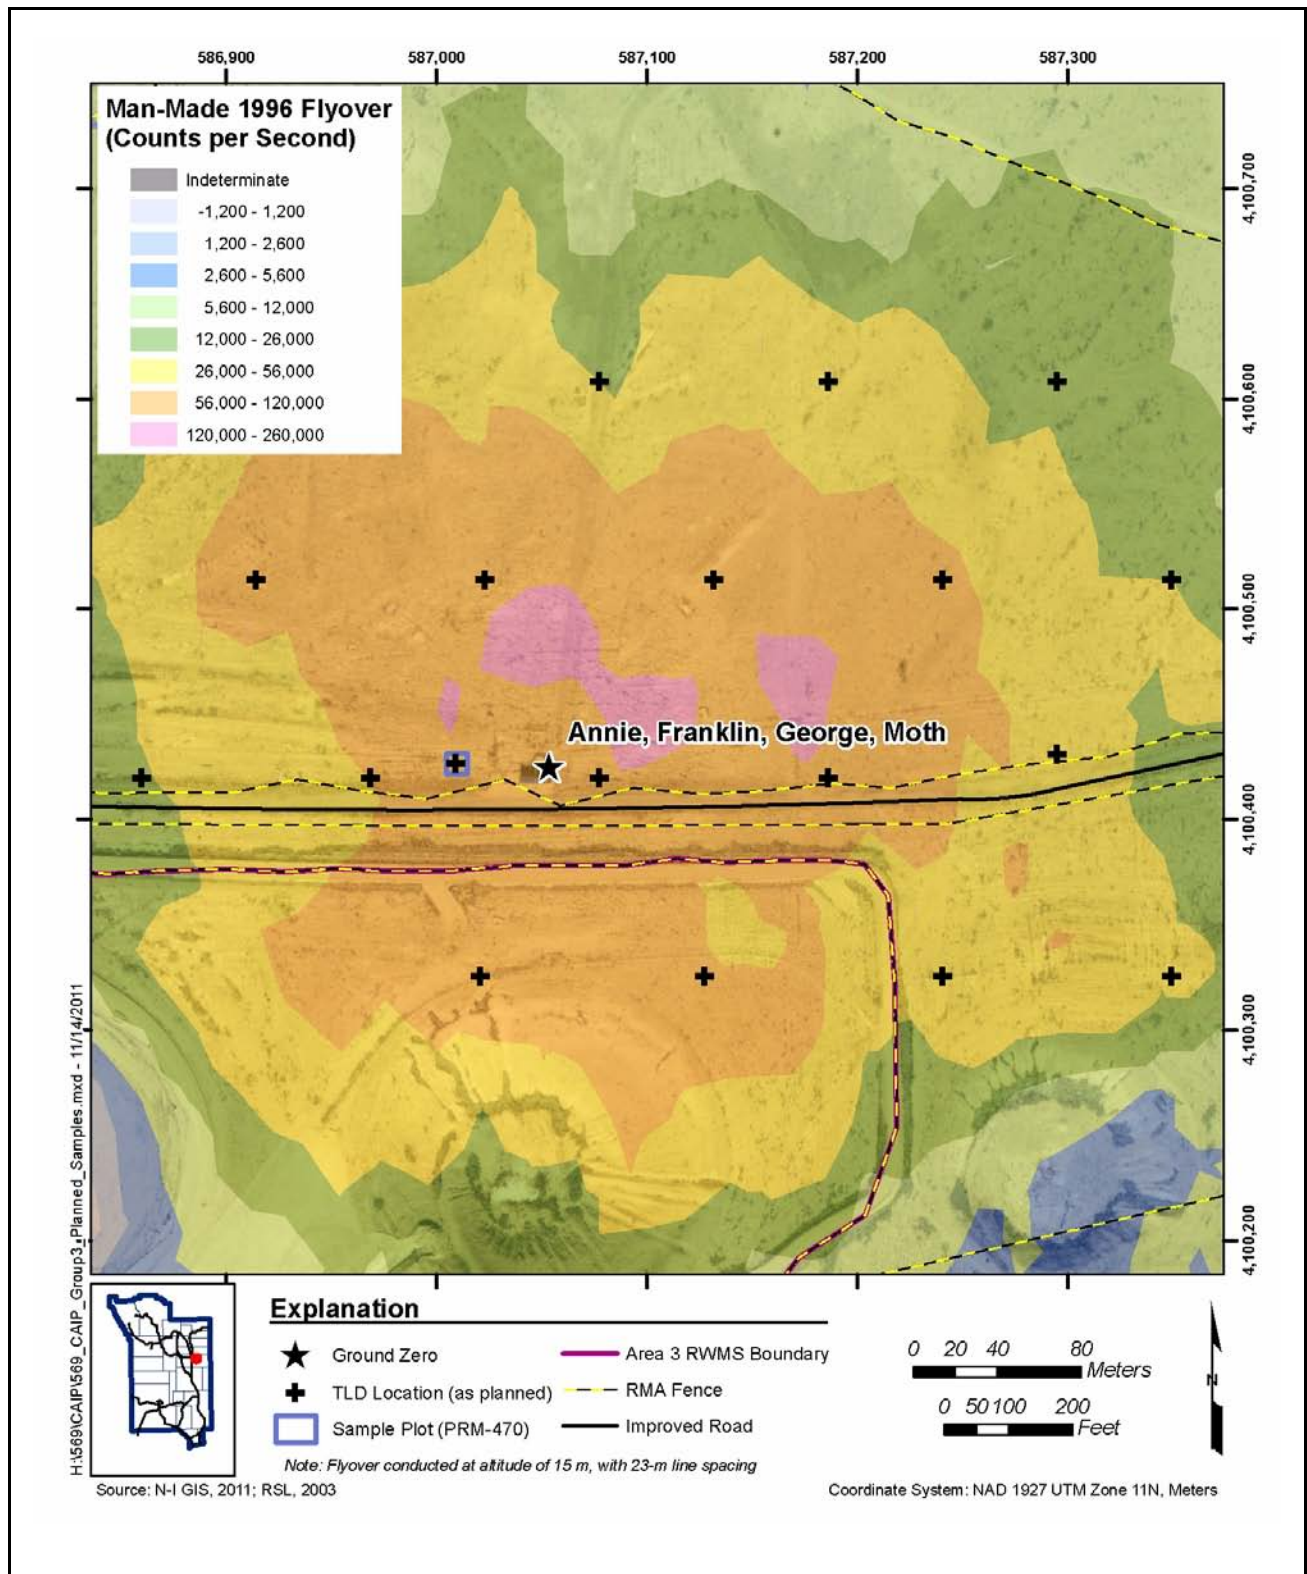 586,900 587,000 587,100 587,200 587,300
Man-Made 1996 Flyover
(Counts per Second)
Indeterminate
-1,200 - 1,200
1,200 - 2,600
2,600 - 5,600
5,600 - 12,000
12,000 - 26,000
26,000 - 56,000
56,000 - 120,000
120,000 - 260,000
4,100,700
4,100,600
4,100,500
4,100,400
4,100,300
4,100,200
Annie, Franklin, George, Moth
H:\569\CAIP\569_CAIP_Group3_Planned_Samples.mxd - 11/14/2011
Explanation
Ground Zero
TLD Location (as planned)
Sample Plot (PRM-470)
Area 3 RWMS Boundary
RMA Fence
Improved Road
Note: Flyover conducted at altitude of 15 m, with 23-m line spacing
0 20 40 80
Meters
0 50 100 200
Feet
N
Source: N-I GIS, 2011; RSL, 2003
Coordinate System: NAD 1927 UTM Zone 11N, Meters